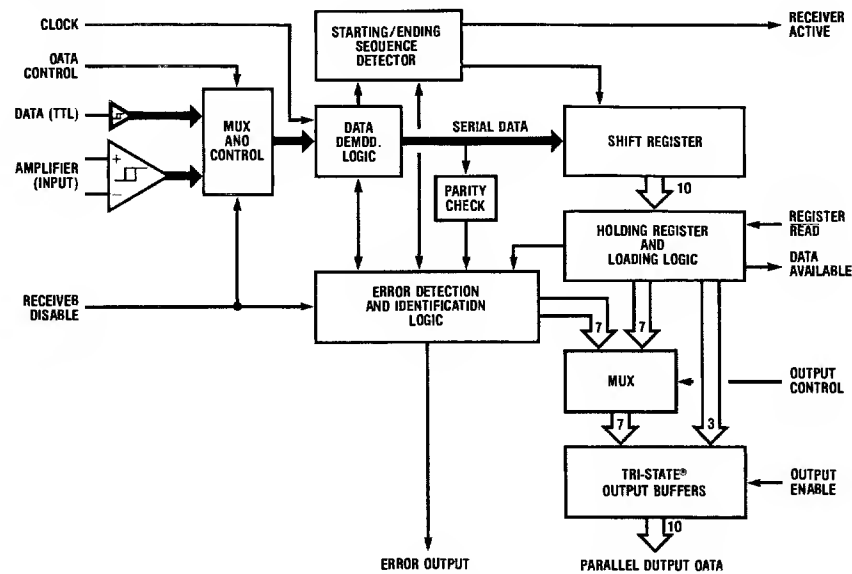 CLOCK
OATA
CONTROL
DATA (TTL)
AMPLIFIER
(INPUT)
+
−
MUX
ANO
CONTROL
STARTING/ENDING
SEQUENCE
DETECTOR
RECEIVER
ACTIVE
DATA
DEMDD.
LOGIC
SERIAL DATA
SHIFT REGISTER
10
PARITY
CHECK
HOLDING REGISTER
AND
LOADING LOGIC
REGISTER
READ
DATA
AVAILABLE
RECEIVEB
DISABLE
ERROR DETECTION
AND IDENTIFICATION
LOGIC
7
7
MUX
OUTPUT
CONTROL
7
3
TRI-STATE®
OUTPUT BUFFERS
OUTPUT
ENABLE
10
ERROR OUTPUT
PARALLEL DUTPUT OATA